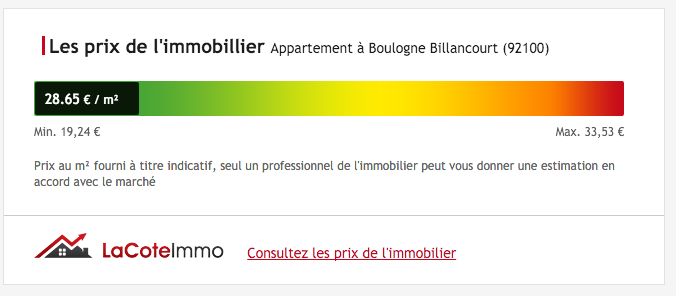 Les prix de l'immobillier Appartement à Boulogne Billancourt (92100)
28.65 € / m²
Min. 19,24 €
Max. 33,53 €
Prix au m² fourni à titre indicatif, seul un professionnel de l'immobilier peut vous donner une estimation en
accord avec le marché
LaCoteImmo
Consultez les prix de l'immobilier